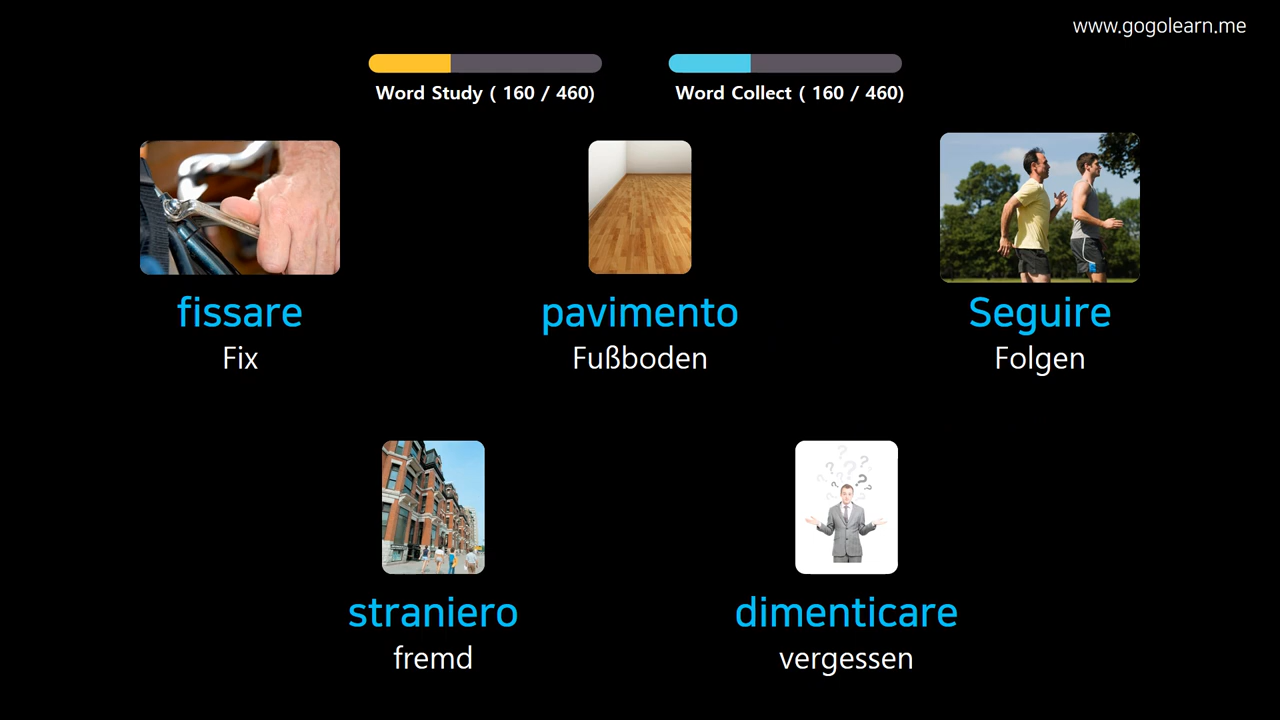 www.gogolearn.me
Word Study ( 160 / 460)
Word Collect ( 160 / 460)
fissare
Fix
pavimento
Fußboden
Seguire
Folgen
straniero
fremd
dimenticare
vergessen